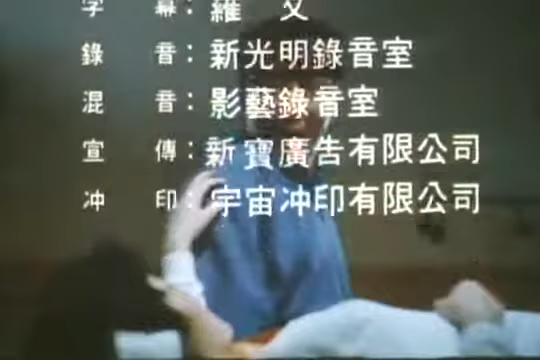 字 幕：羅 文
錄 音：新光明錄音室
混 音：影藝錄音室
宣 傳：新寶廣告有限公司
冲 印：宇宙冲印有限公司